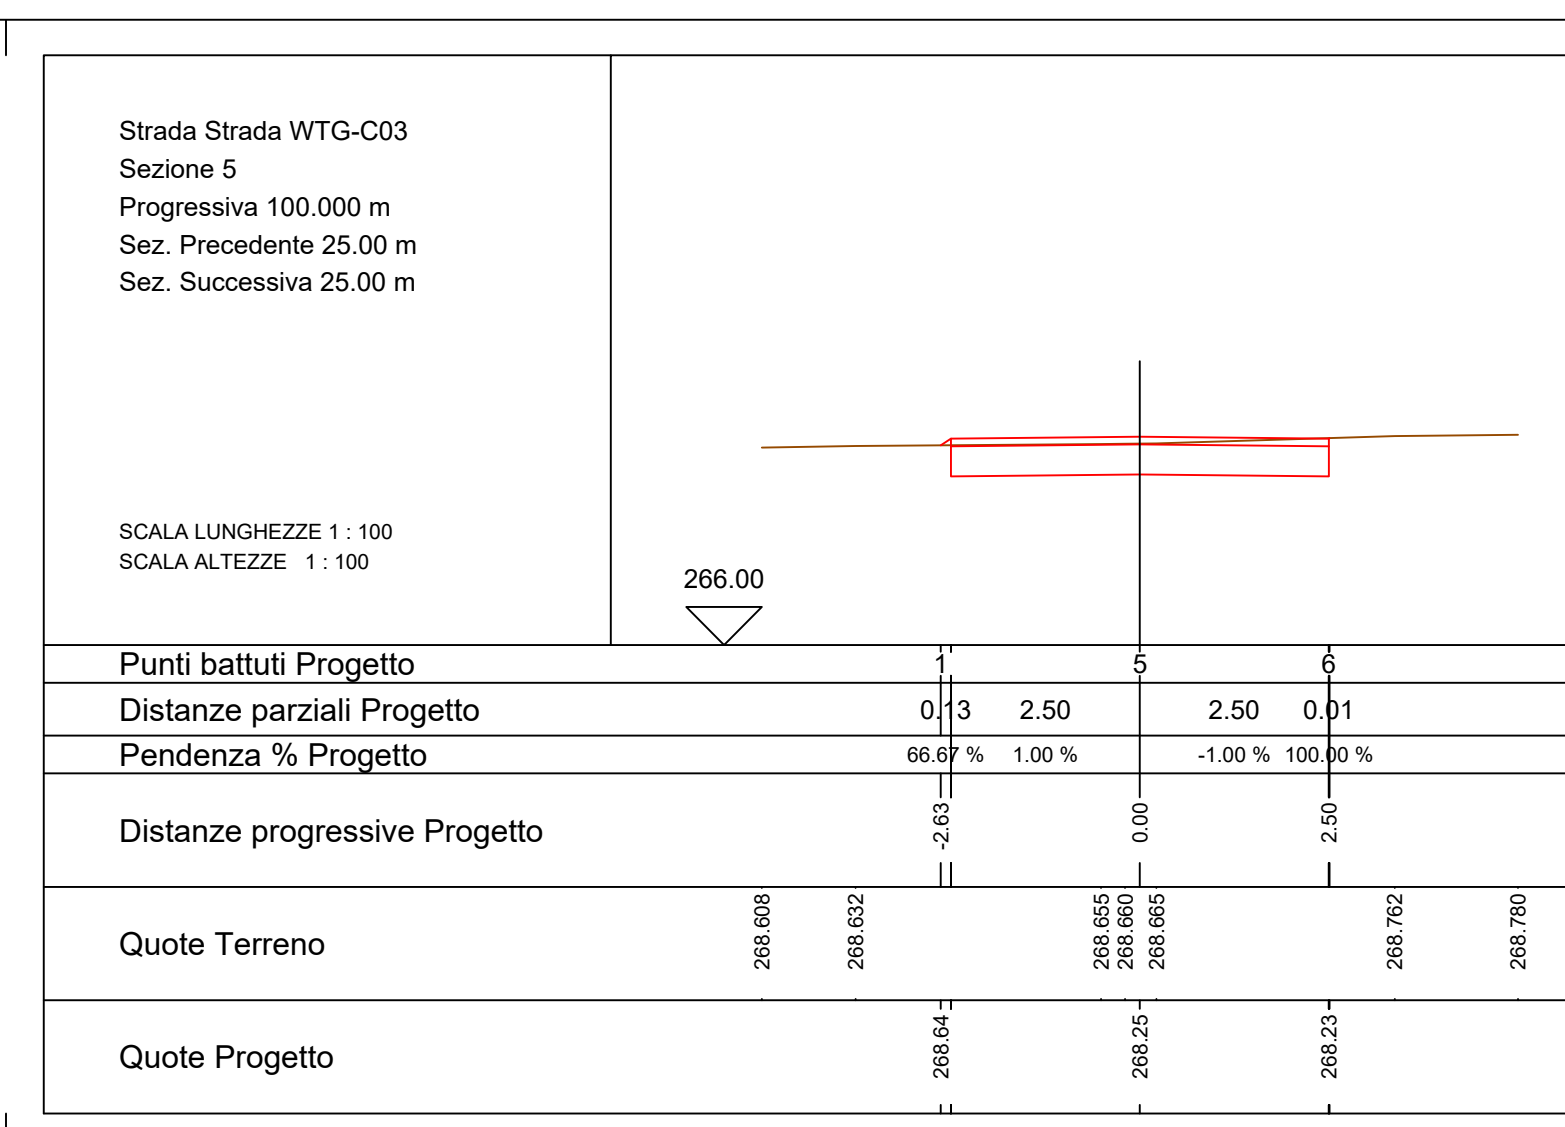 Strada Strada WTG-C03
Sezione 5
Progressiva 100.000 m
Sez. Precedente 25.00 m
Sez. Successiva 25.00 m
SCALA LUNGHEZZE 1 : 100
SCALA ALTEZZE 1 : 100
266.00
Punti battuti Progetto 1 5 6
Distanze parziali Progetto 0.13 2.50 2.50 0.01
Pendenza % Progetto 66.67 % 1.00 % -1.00 % 100.00 %
Distanze progressive Progetto -2.63 0.00 2.50
Quote Terreno 268.608 268.632 268.655 268.660 268.665 268.762 268.780
Quote Progetto 268.64 268.25 268.23